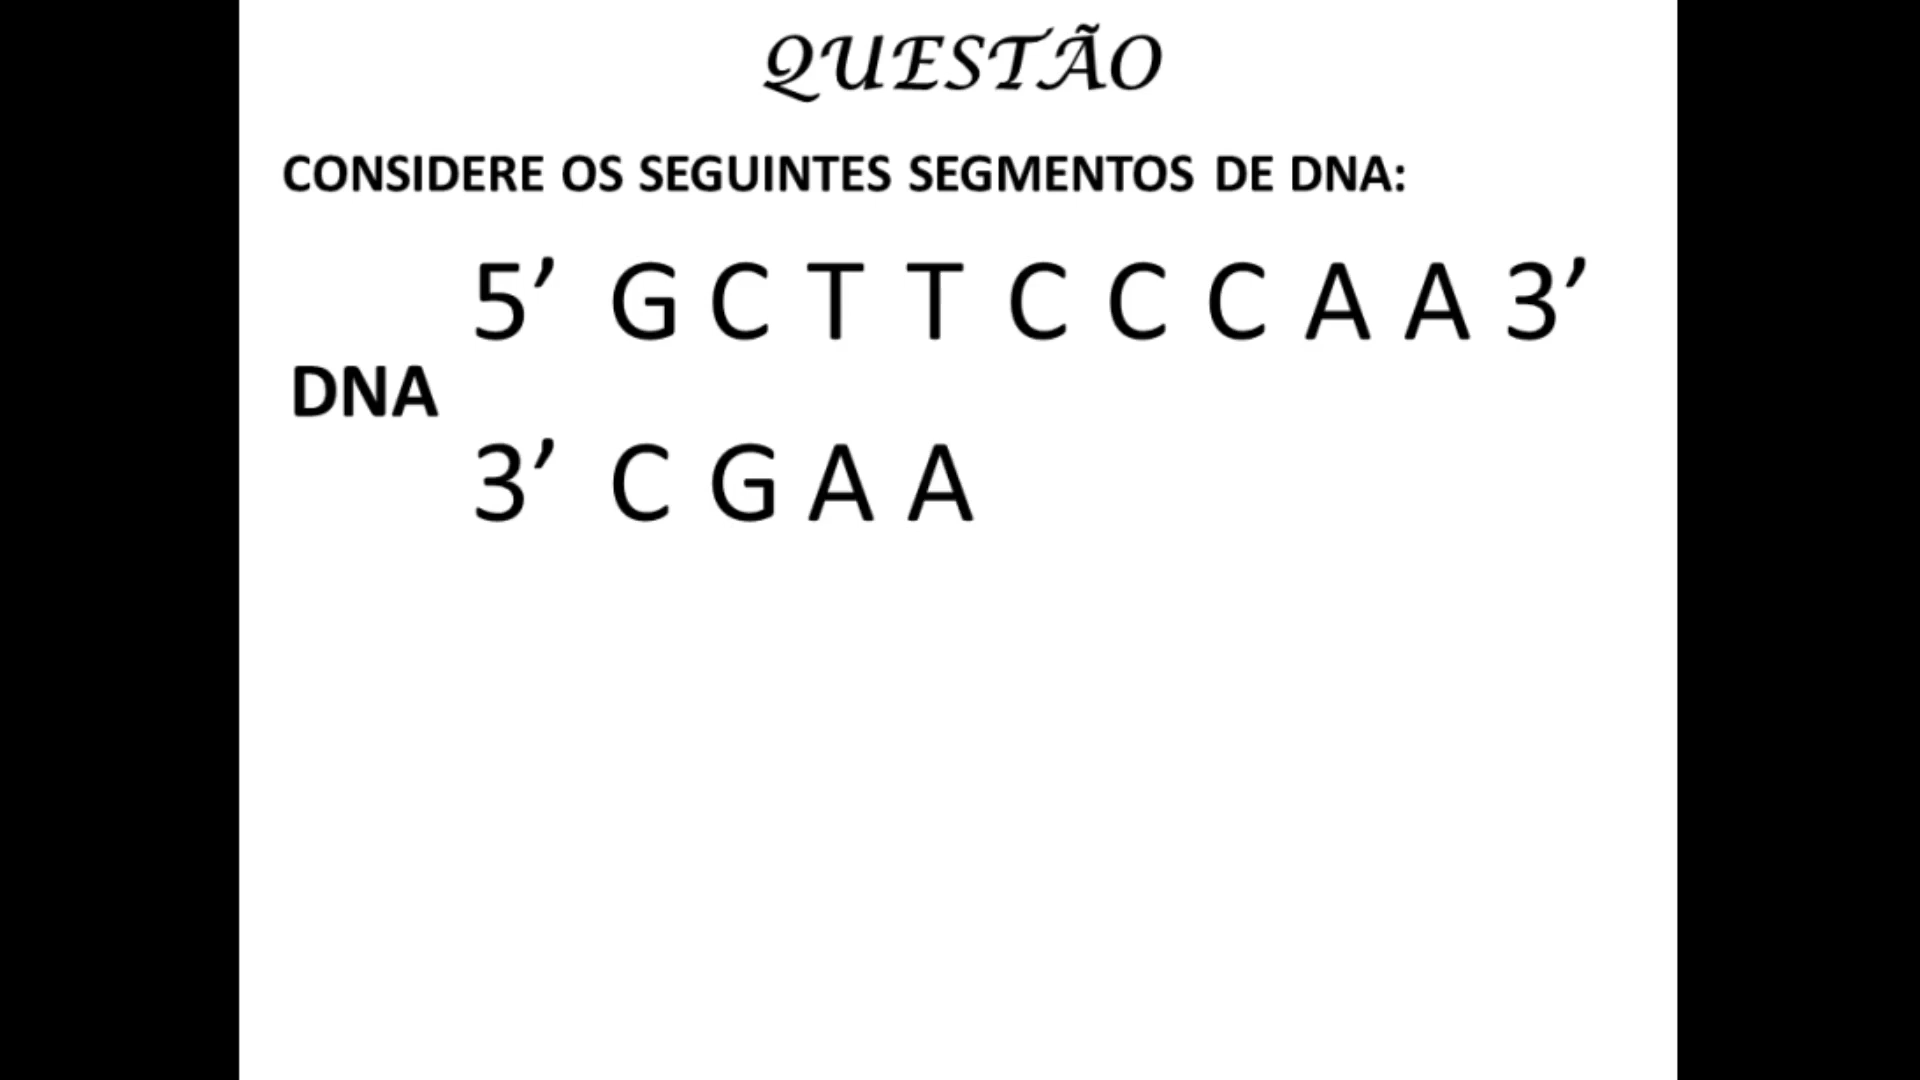 QUESTÃO
CONSIDERE OS SEGUINTES SEGMENTOS DE DNA:
5’ G C T T C C C A A 3’
DNA
3’ C G A A